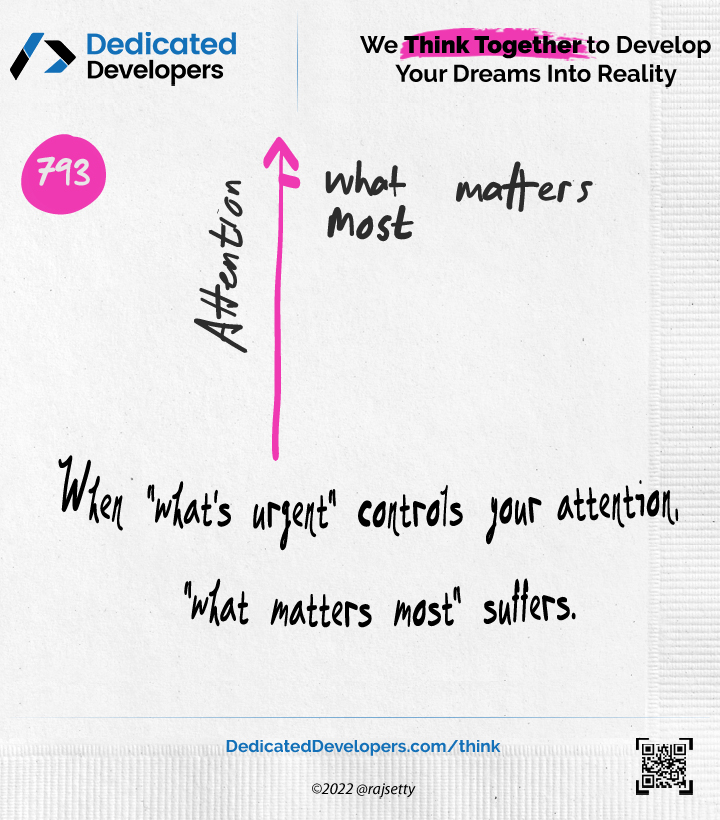 Dedicated
Developers
We Think Together to Develop
Your Dreams Into Reality
793
Attention
what matters
most
When "what's urgent" controls your attention,
"what matters most" suffers.
DedicatedDevelopers.com/think
©2022 @rajsetty